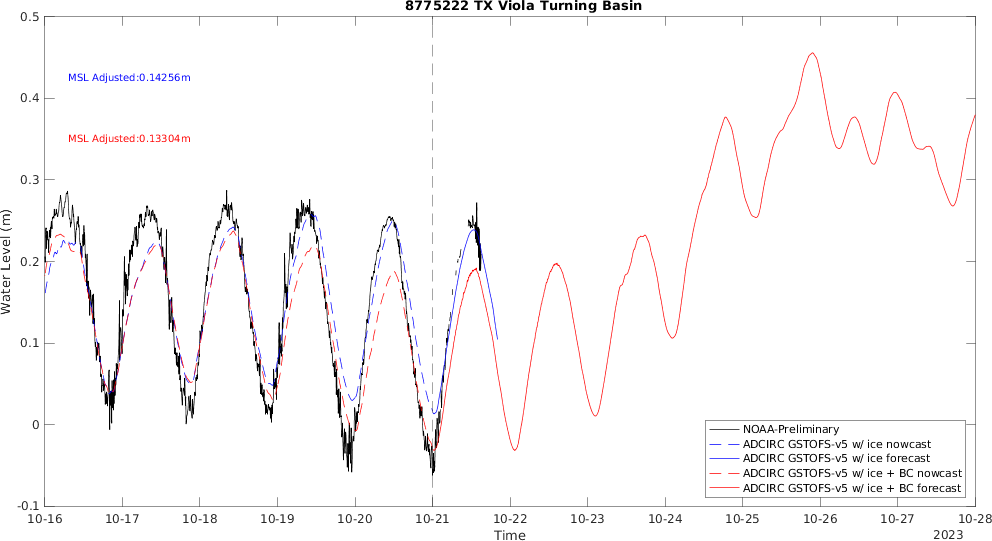 8775222 TX Viola Turning Basin
0.5
0.4
0.3
0.2
0.1
0
-0.1
Water Level (m)
MSL Adjusted:0.14256m
MSL Adjusted:0.13304m
NOAA-Preliminary
ADCIRC GSTOFS-v5 w/ ice nowcast
ADCIRC GSTOFS-v5 w/ ice forecast
ADCIRC GSTOFS-v5 w/ ice + BC nowcast
ADCIRC GSTOFS-v5 w/ ice + BC forecast
10-16 10-17 10-18 10-19 10-20 10-21 10-22 10-23 10-24 10-25 10-26 10-27 10-28
Time
2023